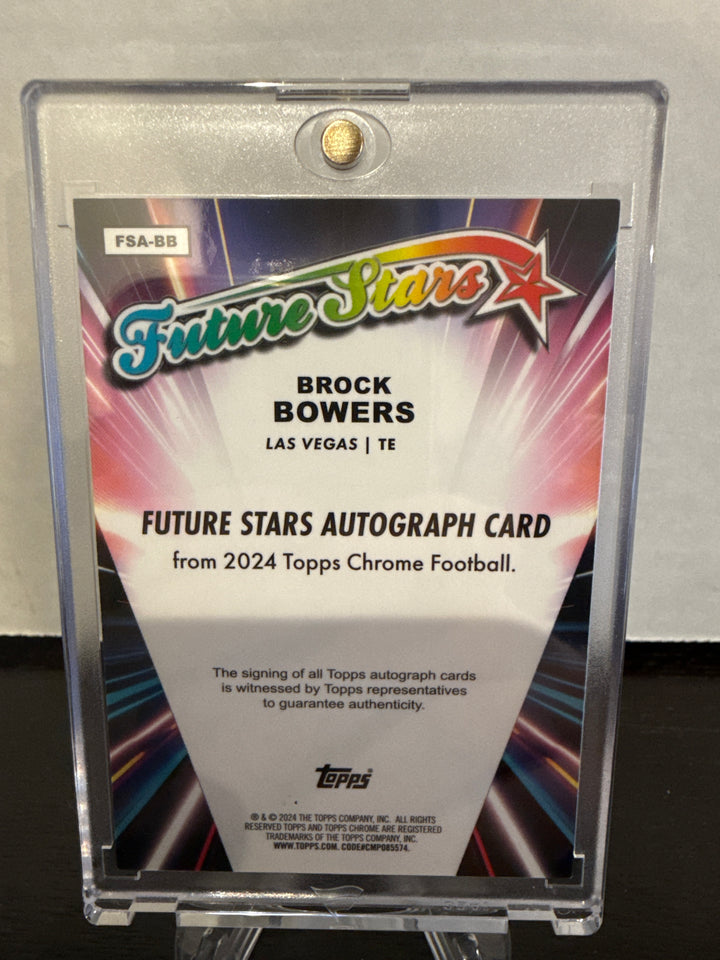 FSA-BB
Future Stars
BROCK
BOWERS
LAS VEGAS | TE
FUTURE STARS AUTOGRAPH CARD
from 2024 Topps Chrome Football.
The signing of all Topps autograph cards
is witnessed by Topps representatives
to guarantee authenticity.
topps®
® & © 2024 THE TOPPS COMPANY, INC. ALL RIGHTS
RESERVED TOPPS AND TOPPS CHROME ARE REGISTERED
TRADEMARKS OF THE TOPPS COMPANY, INC.
WWW.TOPPS.COM. CODE#CMP085574.